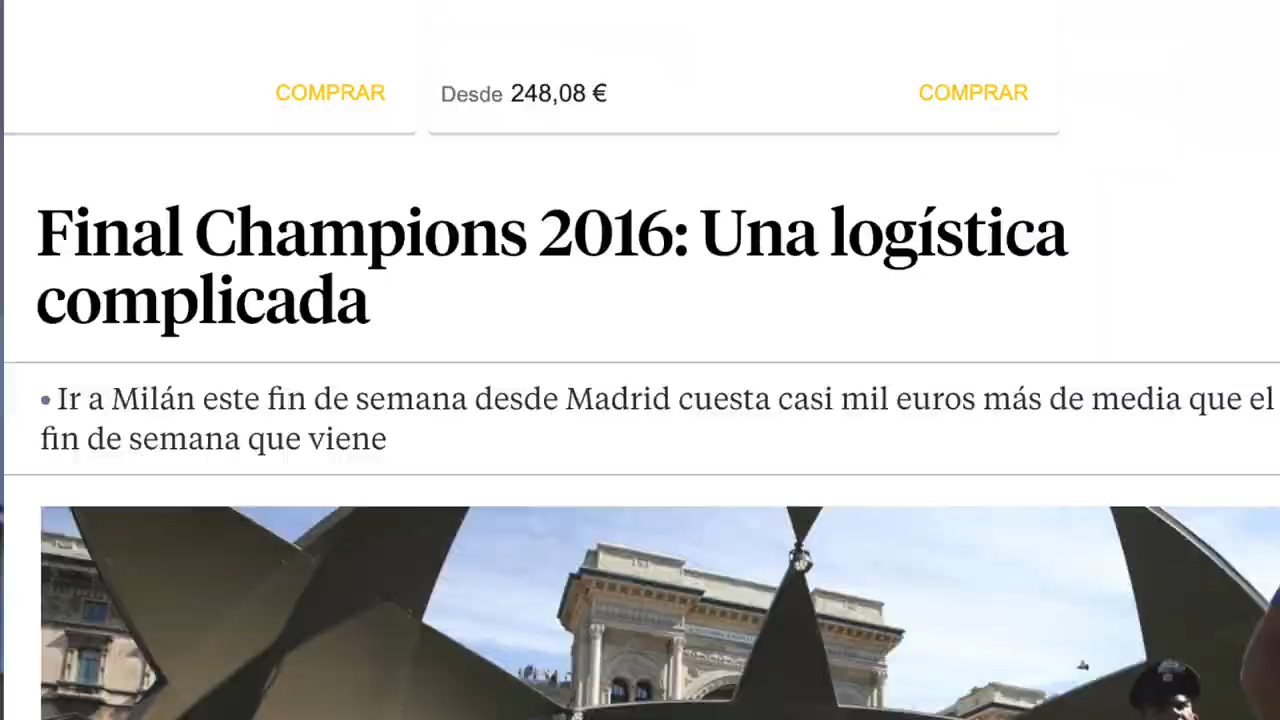 COMPRAR Desde 248,08 € COMPRAR
Final Champions 2016: Una logística
complicada
• Ir a Milán este fin de semana desde Madrid cuesta casi mil euros más de media que el
fin de semana que viene